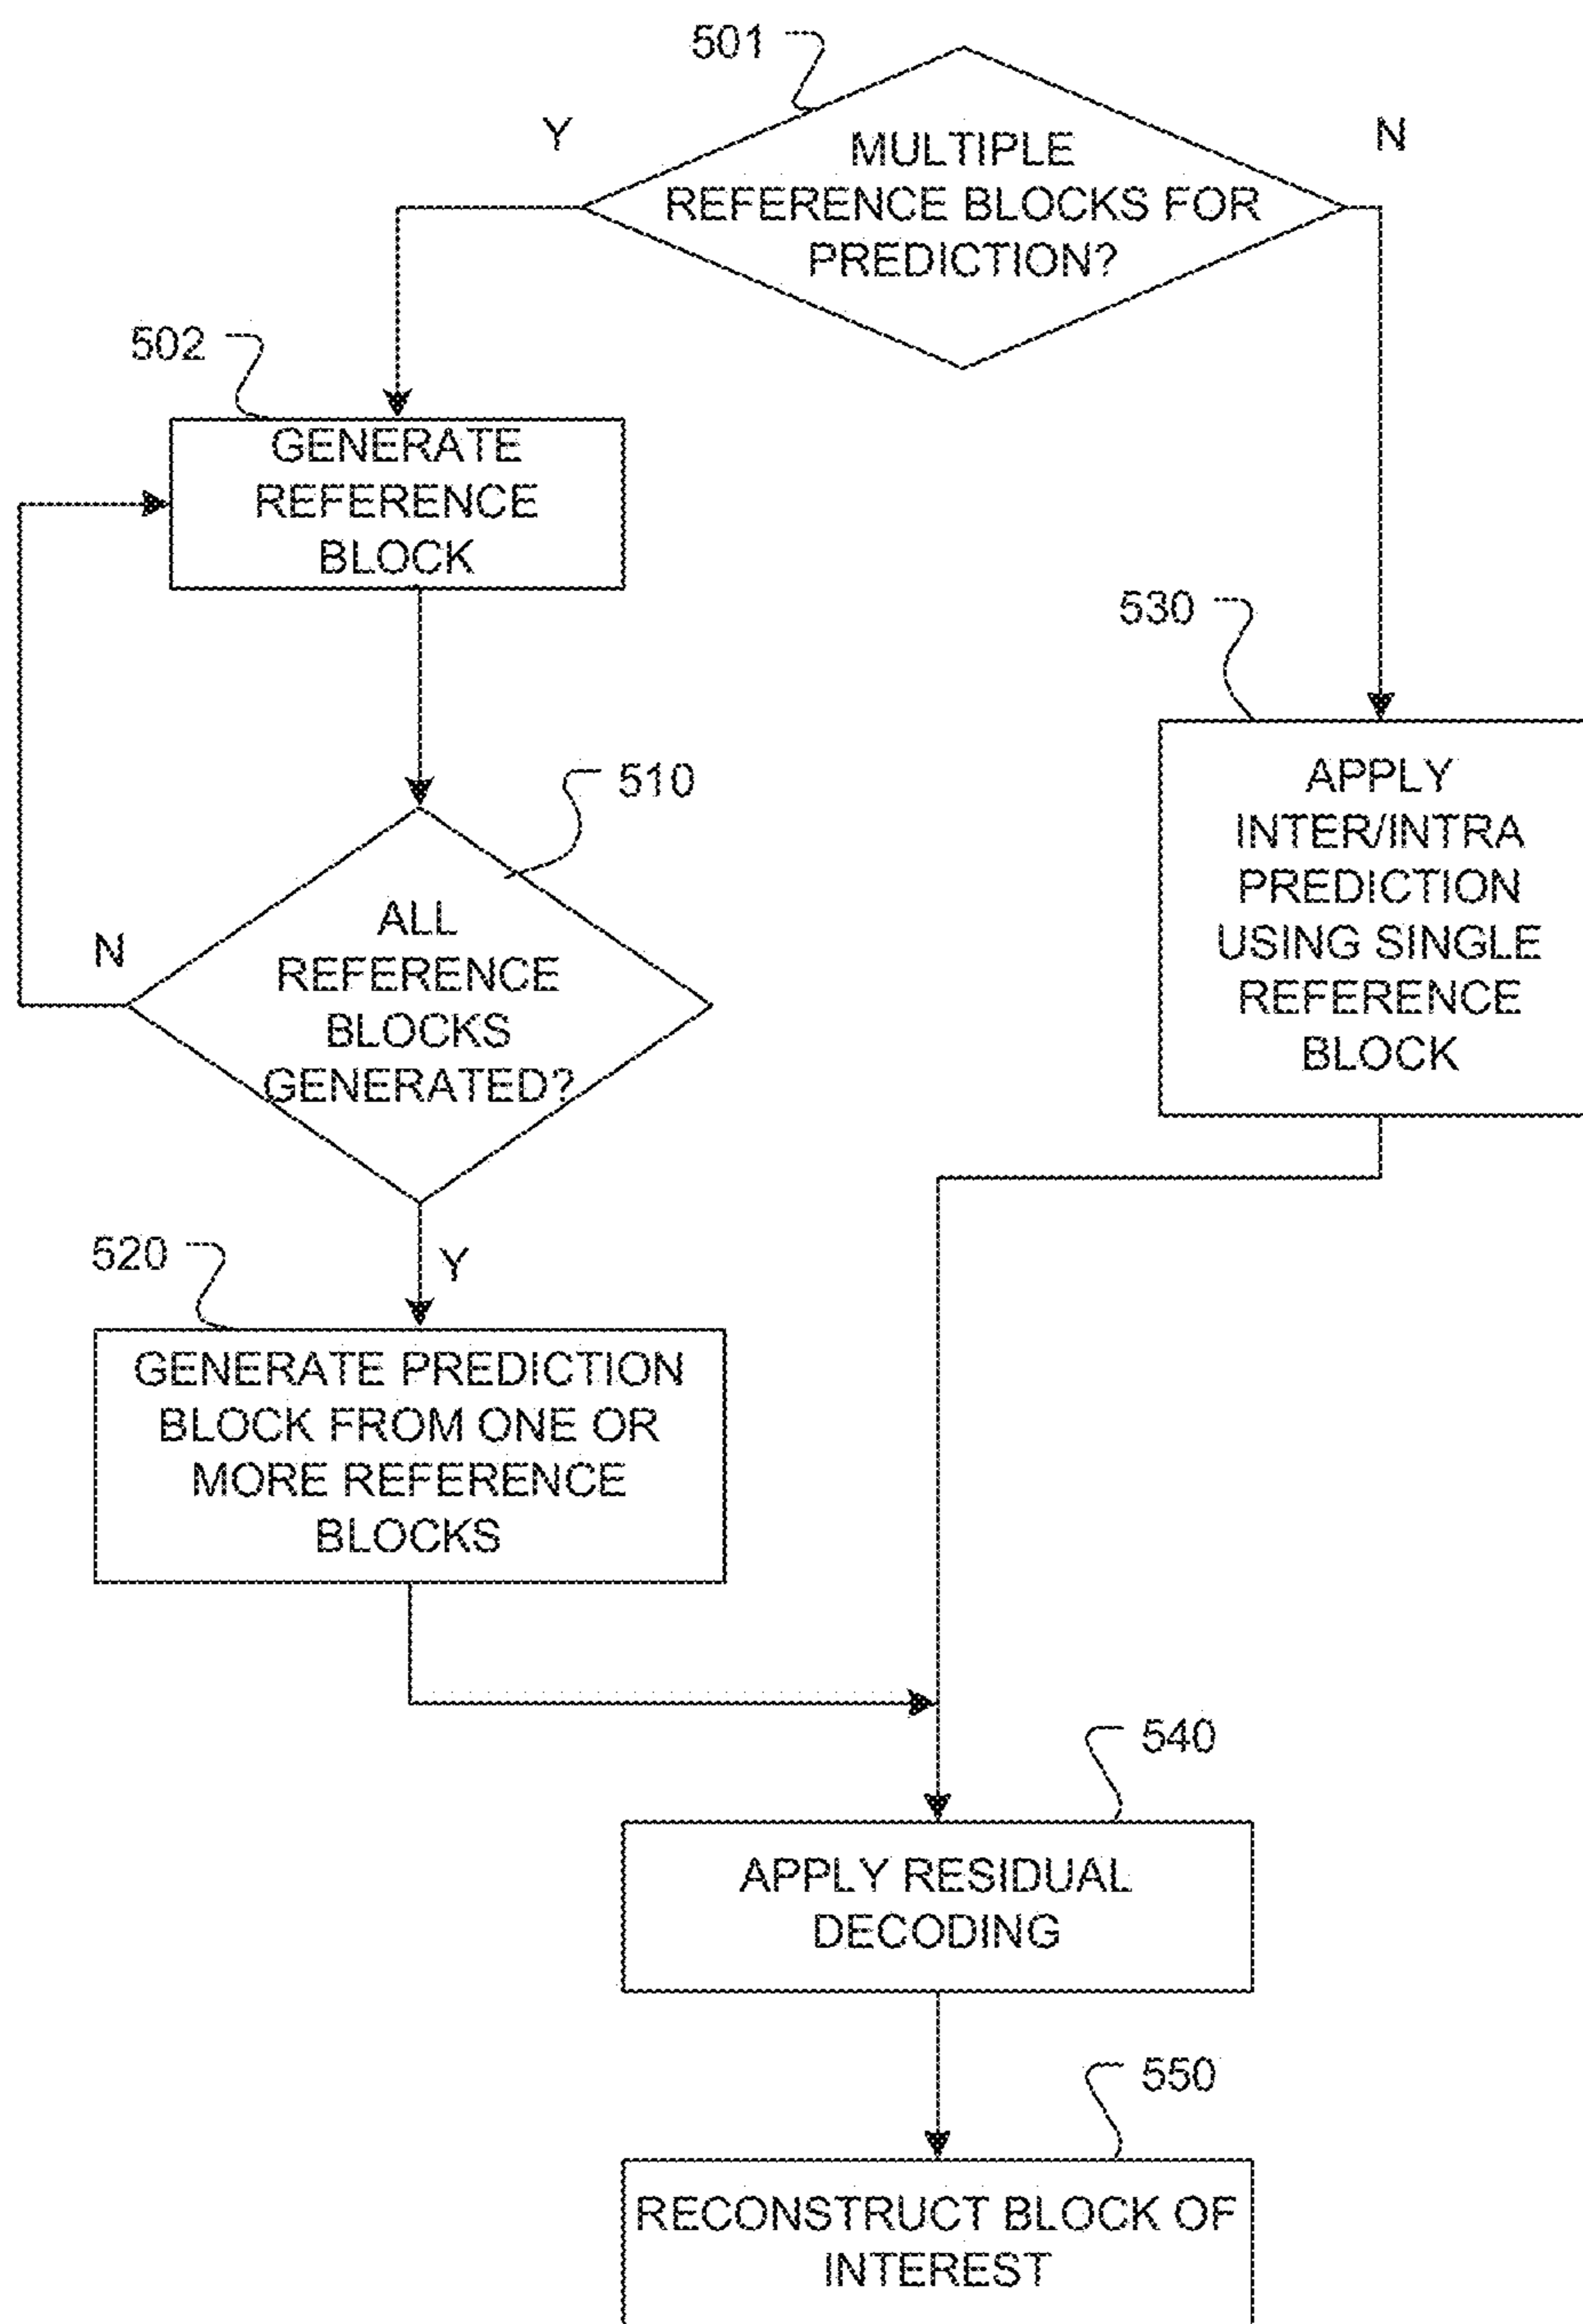 501
Y
N
MULTIPLE
REFERENCE BLOCKS FOR
PREDICTION?
502
GENERATE
REFERENCE
BLOCK
530
APPLY
INTER/INTRA
PREDICTION
USING SINGLE
REFERENCE
BLOCK
510
N
ALL
REFERENCE
BLOCKS
GENERATED?
520
Y
GENERATE PREDICTION
BLOCK FROM ONE OR
MORE REFERENCE
BLOCKS
540
APPLY RESIDUAL
DECODING
550
RECONSTRUCT BLOCK OF
INTEREST